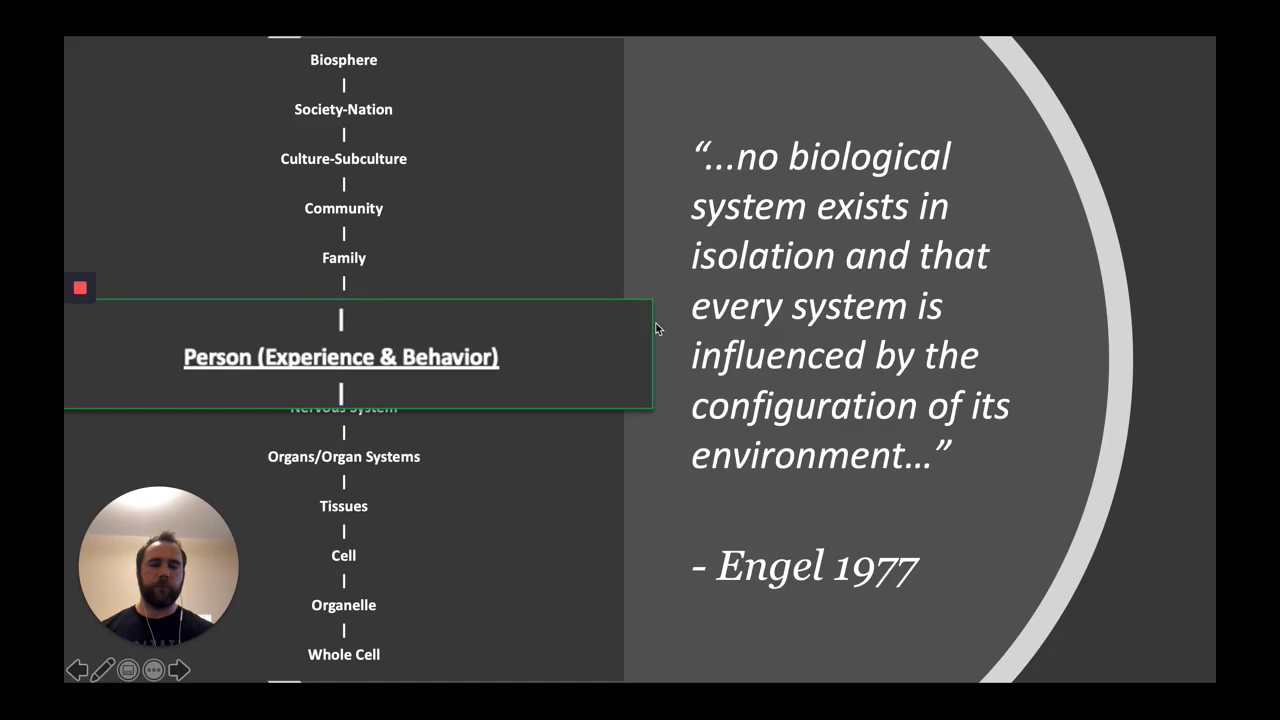 Biosphere
|
Society-Nation
|
Culture-Subculture
|
Community
|
Family
|
|
Person (Experience & Behavior)
|
Nervous System
|
Organs/Organ Systems
|
Tissues
|
Cell
|
Organelle
|
Whole Cell
“...no biological
system exists in
isolation and that
every system is
influenced by the
configuration of its
environment...”
- Engel 1977